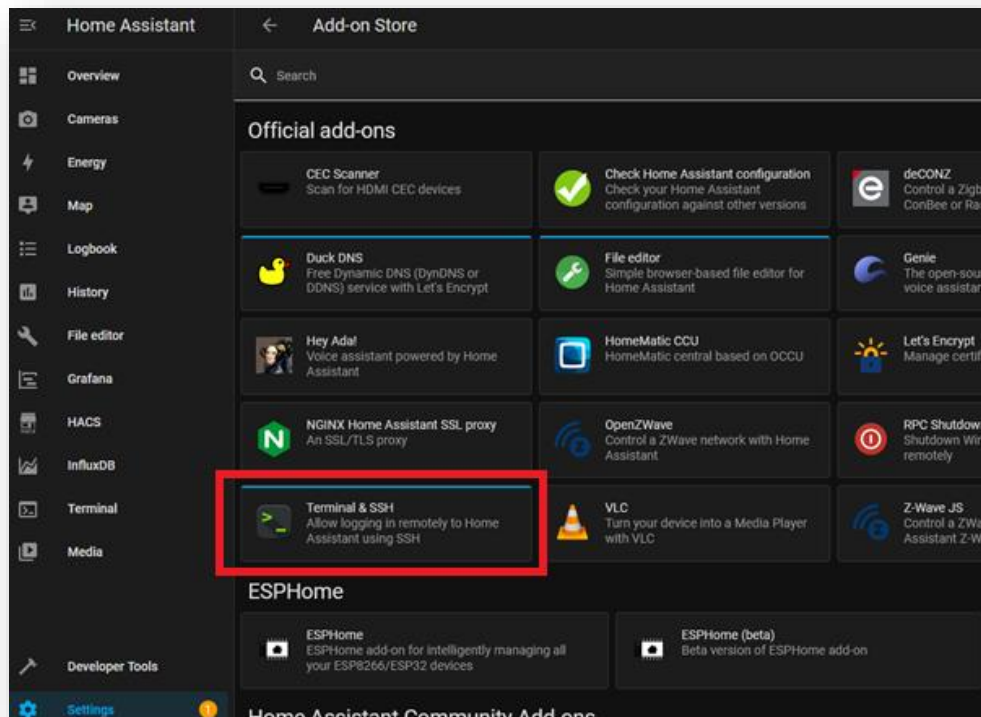 Home Assistant
Add-on Store
Overview
Search
Cameras
Official add-ons
Energy
Map
Logbook
History
File editor
Grafana
HACS
InfluxDB
Terminal
Media
Developer Tools
Settings
1
CEC Scanner
Scan for HDMI CEC devices
Check Home Assistant configuration
Check your Home Assistant
configuration against other versions
deCONZ
Control a Zigb
ConBee or Ra
Duck DNS
Free Dynamic DNS (DynDNS or
DDNS) service with Let's Encrypt
File editor
Simple browser-based file editor for
Home Assistant
Genie
The open-sou
voice assistan
Hey Ada!
Voice assistant powered by Home
Assistant
HomeMatic CCU
HomeMatic central based on OCCU
Let's Encrypt
Manage certif
NGINX Home Assistant SSL proxy
An SSL/TLS proxy
OpenZWave
Control a ZWave network with Home
Assistant
RPC Shutdow
Shutdown Win
remotely
Terminal & SSH
Allow logging in remotely to Home
Assistant using SSH
VLC
Turn your device into a Media Player
with VLC
Z-Wave JS
Control a ZWa
Assistant Z-W
ESPHome
ESPHome
ESPHome add-on for intelligently managing all
your ESP8266/ESP32 devices
ESPHome (beta)
Beta version of ESPHome add-on
Home Assistant Community Add-ons